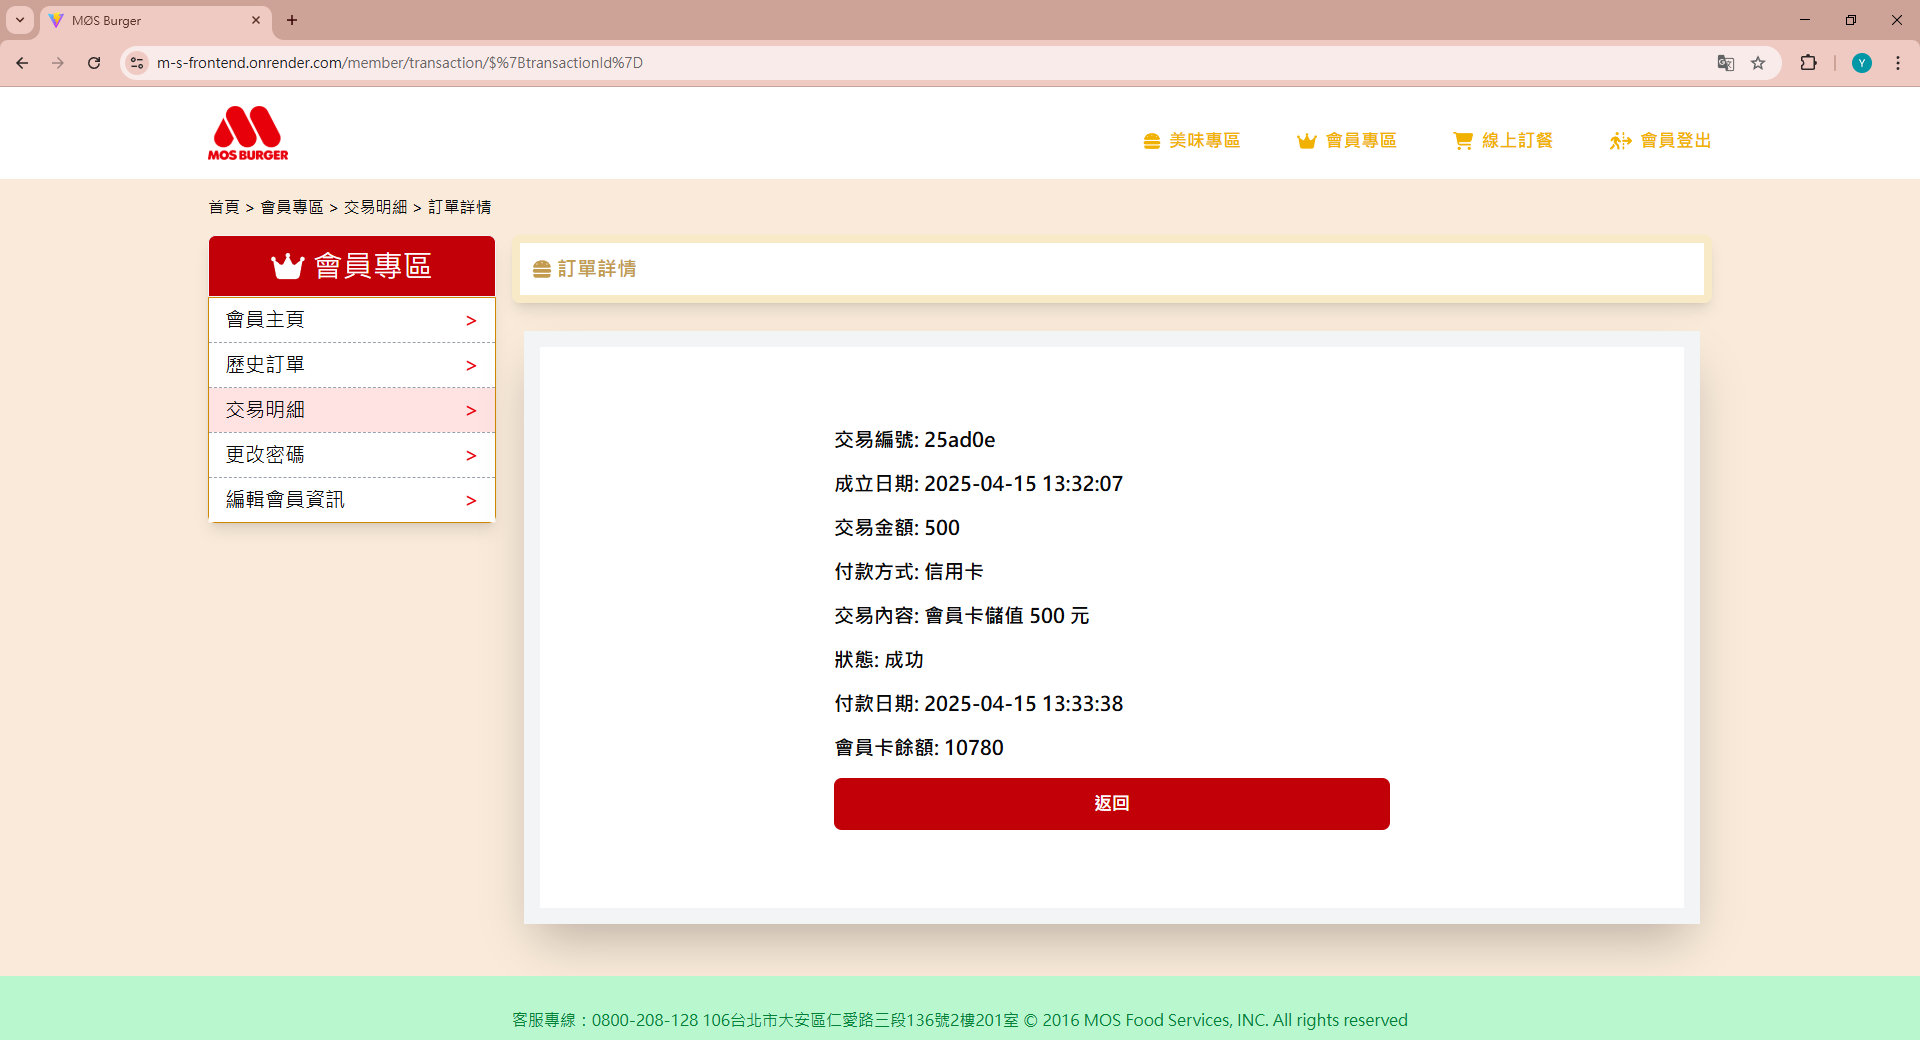 MØS Burger
m-s-frontend.onrender.com/member/transaction/$%7BtransactionId%7D
Y
MOS BURGER
美味專區 會員專區 線上訂餐 會員登出
首頁 > 會員專區 > 交易明細 > 訂單詳情
會員專區
會員主頁 >
歷史訂單 >
交易明細 >
更改密碼 >
編輯會員資訊 >
訂單詳情
交易編號: 25ad0e
成立日期: 2025-04-15 13:32:07
交易金額: 500
付款方式: 信用卡
交易內容: 會員卡儲值 500 元
狀態: 成功
付款日期: 2025-04-15 13:33:38
會員卡餘額: 10780
返回
客服專線：0800-208-128 106台北市大安區仁愛路三段136號2樓201室 © 2016 MOS Food Services, INC. All rights reserved